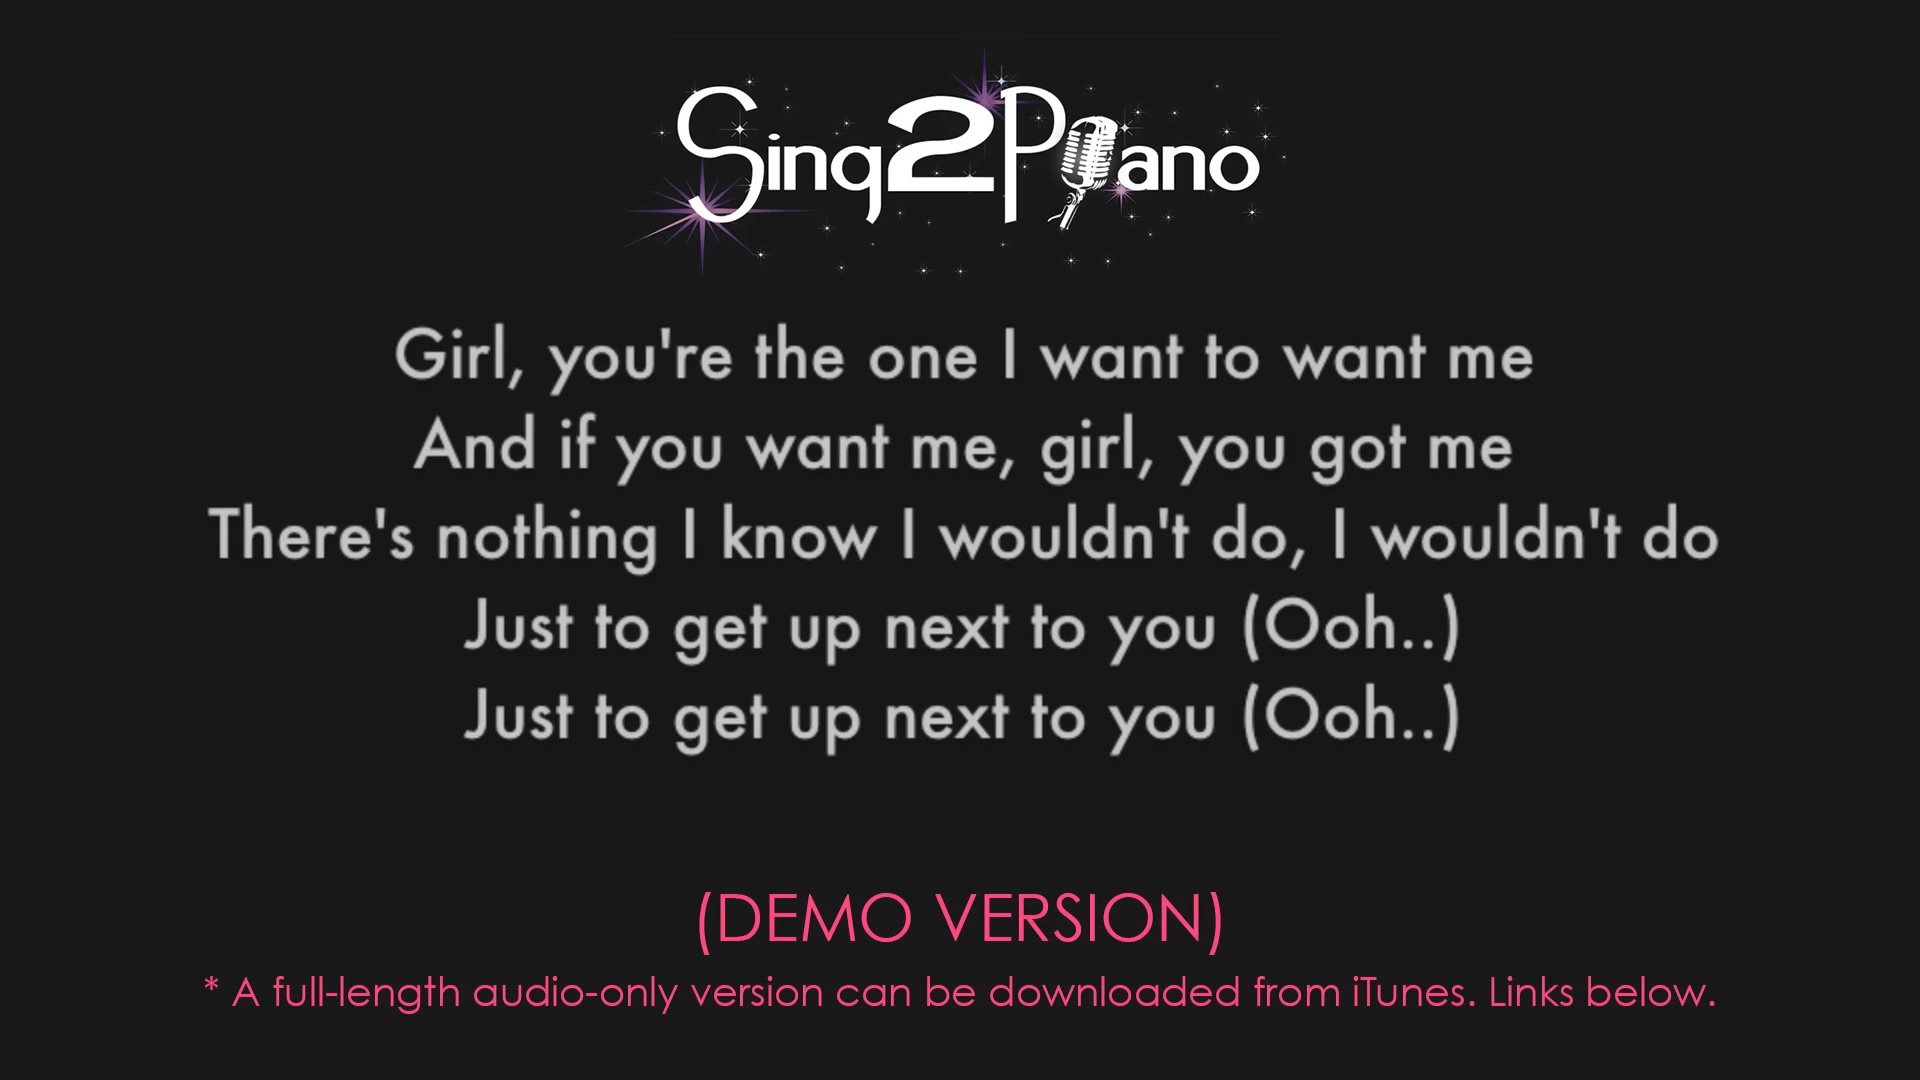 Sing2Piano
Girl, you're the one I want to want me
And if you want me, girl, you got me
There's nothing I know I wouldn't do, I wouldn't do
Just to get up next to you (Ooh..)
Just to get up next to you (Ooh..)
(DEMO VERSION)
* A full-length audio-only version can be downloaded from iTunes. Links below.